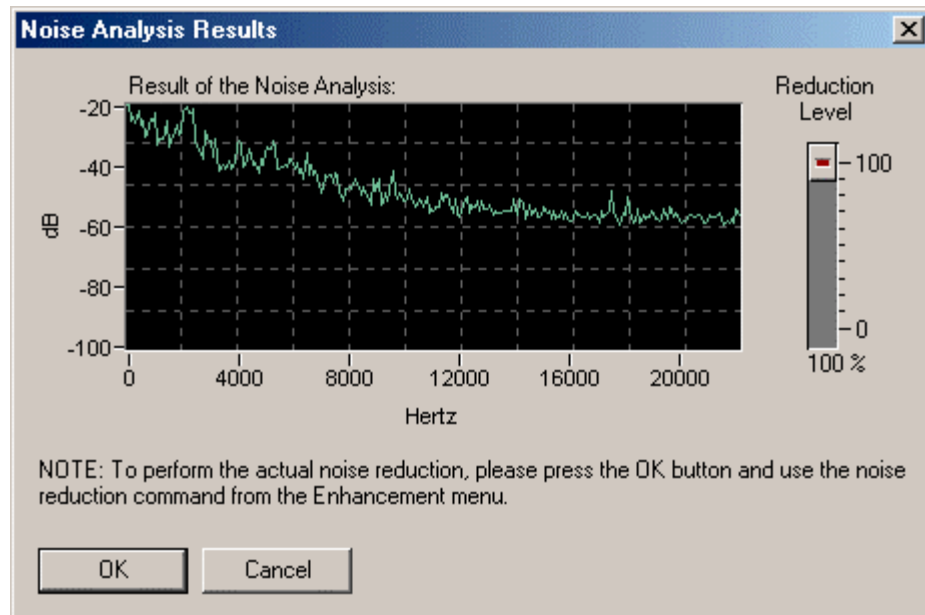 Noise Analysis Results
Result of the Noise Analysis:
Reduction
Level
-20
-40
-60
-80
-100
dB
0
4000
8000
12000
16000
20000
Hertz
100
0
100 %
NOTE: To perform the actual noise reduction, please press the OK button and use the noise
reduction command from the Enhancement menu.
OK
Cancel